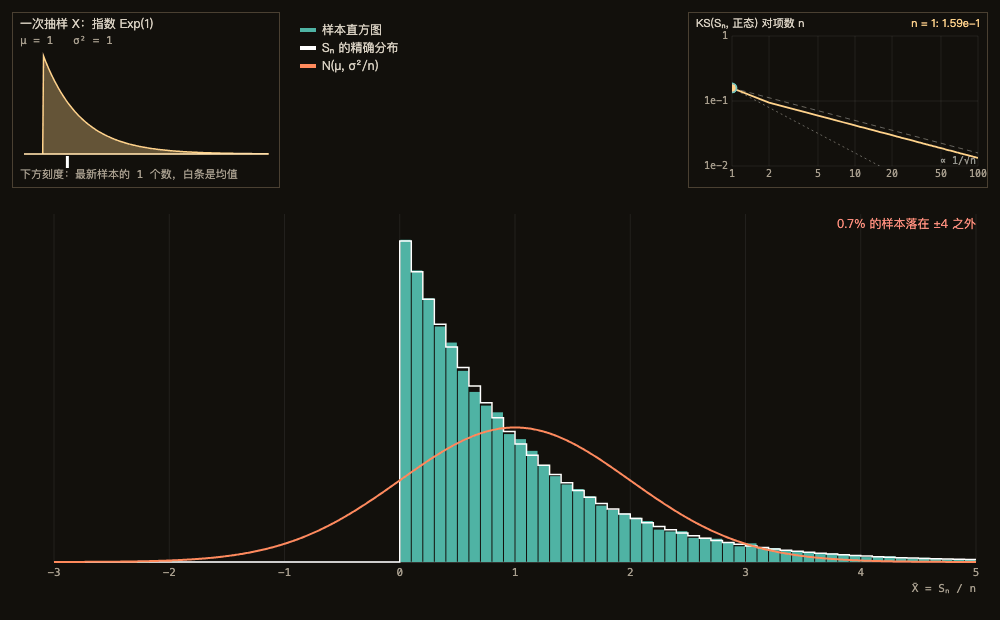 一次抽样 X：指数 Exp(1)
μ = 1 σ² = 1
下方刻度：最新样本的 1 个数，白条是均值
样本直方图
Sₙ 的精确分布
N(μ, σ²/n)
KS(Sₙ, 正态) 对项数 n
n = 1: 1.59e−1
1
1e−1
1e−2
∝ 1/√n
1 2 5 10 20 50 100
0.7% 的样本落在 ±4 之外
−3 −2 −1 0 1 2 3 4 5
X̄ = Sₙ / n